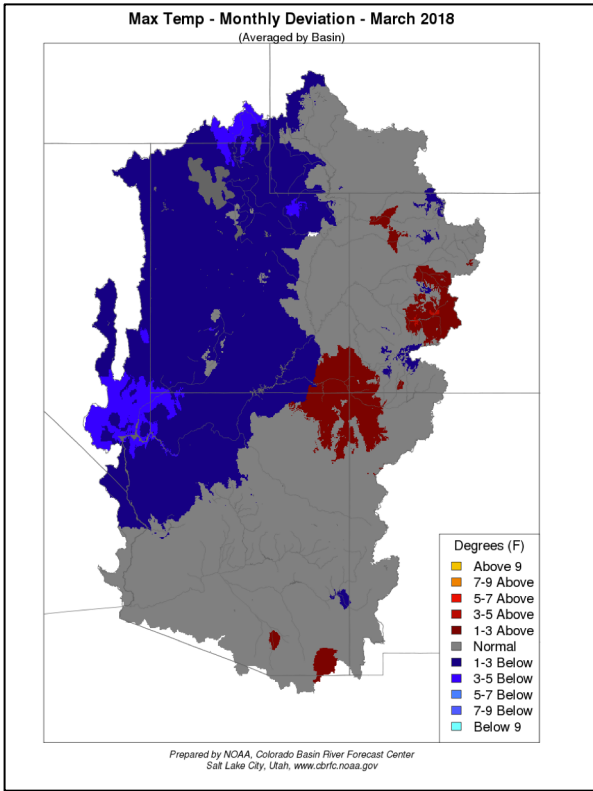 Max Temp - Monthly Deviation - March 2018
(Averaged by Basin)
Degrees (F)
Above 9
7-9 Above
5-7 Above
3-5 Above
1-3 Above
Normal
1-3 Below
3-5 Below
5-7 Below
7-9 Below
Below 9
Prepared by NOAA, Colorado Basin River Forecast Center
Salt Lake City, Utah, www.cbrfc.noaa.gov